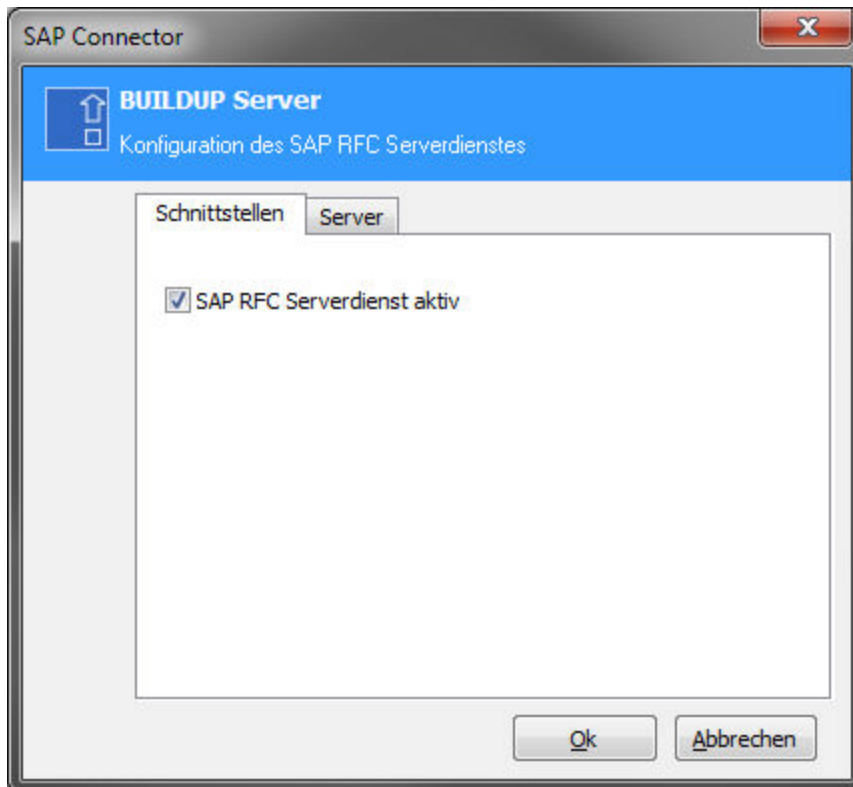 SAP Connector
BUILDUP Server
Konfiguration des SAP RFC Serverdienstes
Schnittstellen
Server
SAP RFC Serverdienst aktiv
Ok
Abbrechen